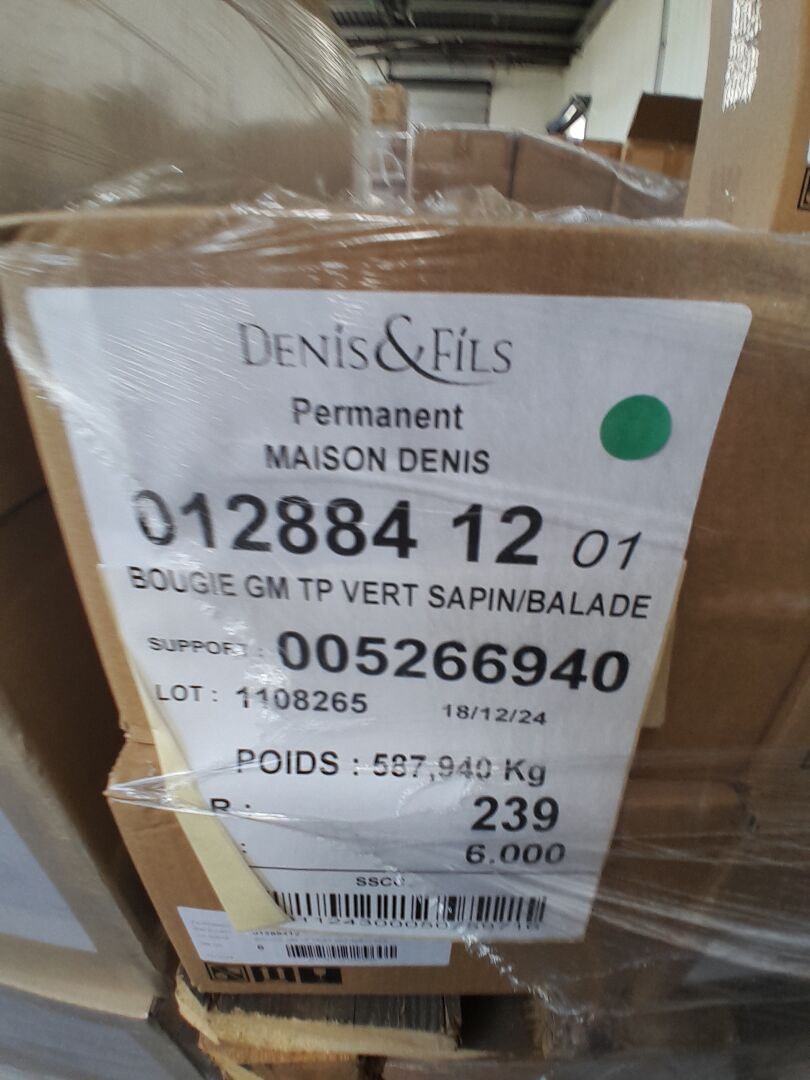 DENIS&FILS
Permanent
MAISON DENIS
012884 12 01
BOUGIE GM TP VERT SAPIN/BALADE
SUPPORT : 005266940
LOT : 1108265 18/12/24
POIDS : 587,940 Kg
R : 239
: 6.000
SSCC
6